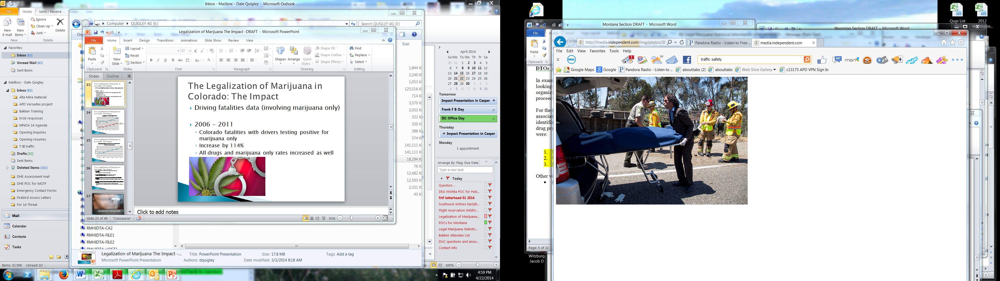 Inbox - Mailbox - Dale Quigley - Microsoft Outlook
File Home Send / Receive
New E-mail
New Items
Ignore
Clean Up
Junk
Delete
New Delete
Favorites
Inbox (83)
Unread Mail (83)
Sent Items
Mailbox - Dale Quigley
Inbox (83)
Alta Mira material
APD Versadex project
Bakken Training
Krok responses
MNOA 14 Agenda
Opening Inquiries
Opening resumes
T-III traffic
Drafts [32]
Sent Items
Deleted Items (162)
DHE Assessment mail
DHE POC for MGTF
Emergency Contact Forms
Firebird Access Letters
For 14 Threat
Mail
Calendar
Contacts
Tasks
Items: 32,509 Unread: 83
Computer QUIGLEY 4G (E:)
Search QUIGLEY 4G (E:)
Legalization of Marijuana The Impact -DRAFT - Microsoft PowerPoint
File Home Insert Design Transitions Animations Slide Show Review View
Paste
New Slide
Layout
Reset
Section
27
Shapes Arrange Quick Styles
Shape Fill
Shape Outline
Shape Effects
Find
Replace
Select
Clipboard Slides Font Paragraph Drawing Editing
Slides Outline
23
24
25
26
27
The Legalization of Marijuana in
Colorado: The Impact
Driving fatalities data (involving marijuana only)
2006 – 2011
Colorado fatalities with drivers testing positive for
marijuana only
Increase by 114%
All drugs and marijuana only rates increased as well
Click to add notes
Slide 23 of 49 "Concourse" 53%
RMHIDTA-CA2
RMHIDTA-FILE1
RMHIDTA-FILE2
RMHIDTA-HOST1
Legalization of Marijuana The Impact -...
Microsoft PowerPoint Presentation
Title: PowerPoint Presentation
Authors: dquigley
Size: 17.8 MB
Date modified: 3/3/2014 8:18 AM
Tags: Add a tag
Size
1,844 K
2,240 K
1,053 K
125,516 K
714 K
3,570 K
3,033 K
322 K
350 K
388 K
374 K
141,111 K
141,111 K
18,294 K
76 K
12,482 K
12,503 K
2,331 K
43 K
April 2014
Su Mo Tu We Th Fr Sa
30 31 1 2 3 4 5
6 7 8 9 10 11 12
13 14 15 16 17 18 19
20 21 22 23 24 25 26
27 28 29 30 1 2 3
4 5 6 7 8 9 10
Tomorrow
Impact Presentation in Casper
Frank F B-Day
ISC Office Day
Thursday
Impact Presentation in Casper
Monday
1 appointment
Arrange By: Flag: Due Date
Type a new task
Today
Question ..
DEA Wichita POC for Hok...
frtf letterhead 01 2014
Southwest Airlines EarlyBi...
Flight reservation (MSIW...
Legalization of Marijuana...
POCs for Montana
Legal Marijuana Statistic...
Bakken Attendee List
DUC questions and answ...
Contact info
100%
4:59 PM
4/22/2014
Qugs List
2012
Montana Section DRAFT - Microsoft Word
Wyoming Section DRAFT - Microsoft Word
File
Paste
Clipboard
DTOs
In exam
looking
organiz
proceed
For the
associa
identifi
drug pr
were:
1.
2.
3.
Other w
Page: 5 of 32
Witzburg,
Jacob D
http://media.independent.com/img/photos/20
Pandora Radio - Listen to Free ...
media.independent.com
File Edit View Favorites Tools Help
DELL
75°
traffic safety
msn
Google Maps Google Pandora Radio - Listen to ... abouttabs (2) abouttabs Web Slice Gallery c13173 APD VPN Sign In